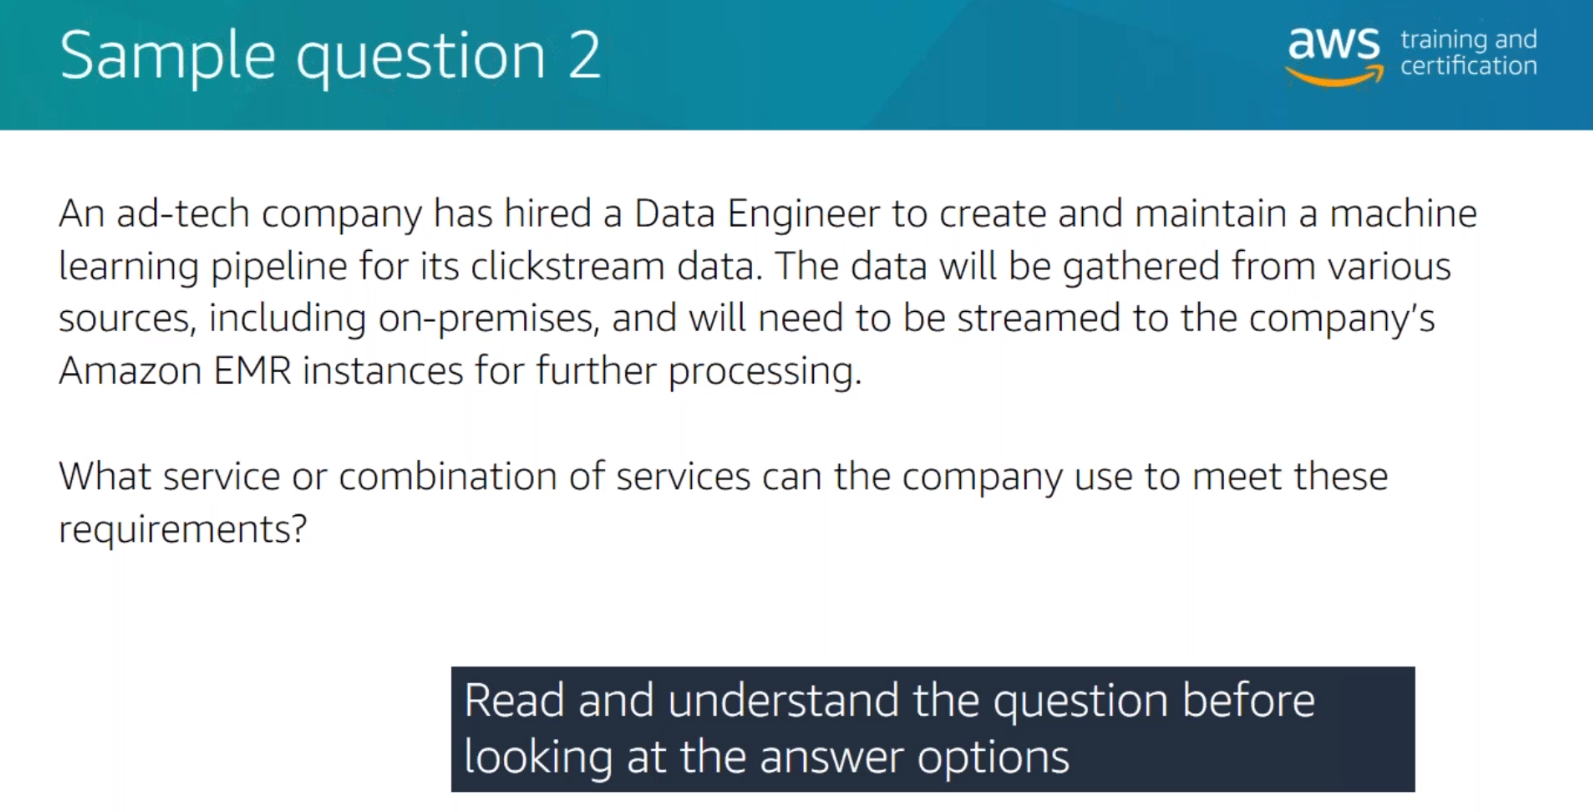 Sample question 2
aws training and
certification
An ad-tech company has hired a Data Engineer to create and maintain a machine
learning pipeline for its clickstream data. The data will be gathered from various
sources, including on-premises, and will need to be streamed to the company's
Amazon EMR instances for further processing.
What service or combination of services can the company use to meet these
requirements?
Read and understand the question before
looking at the answer options